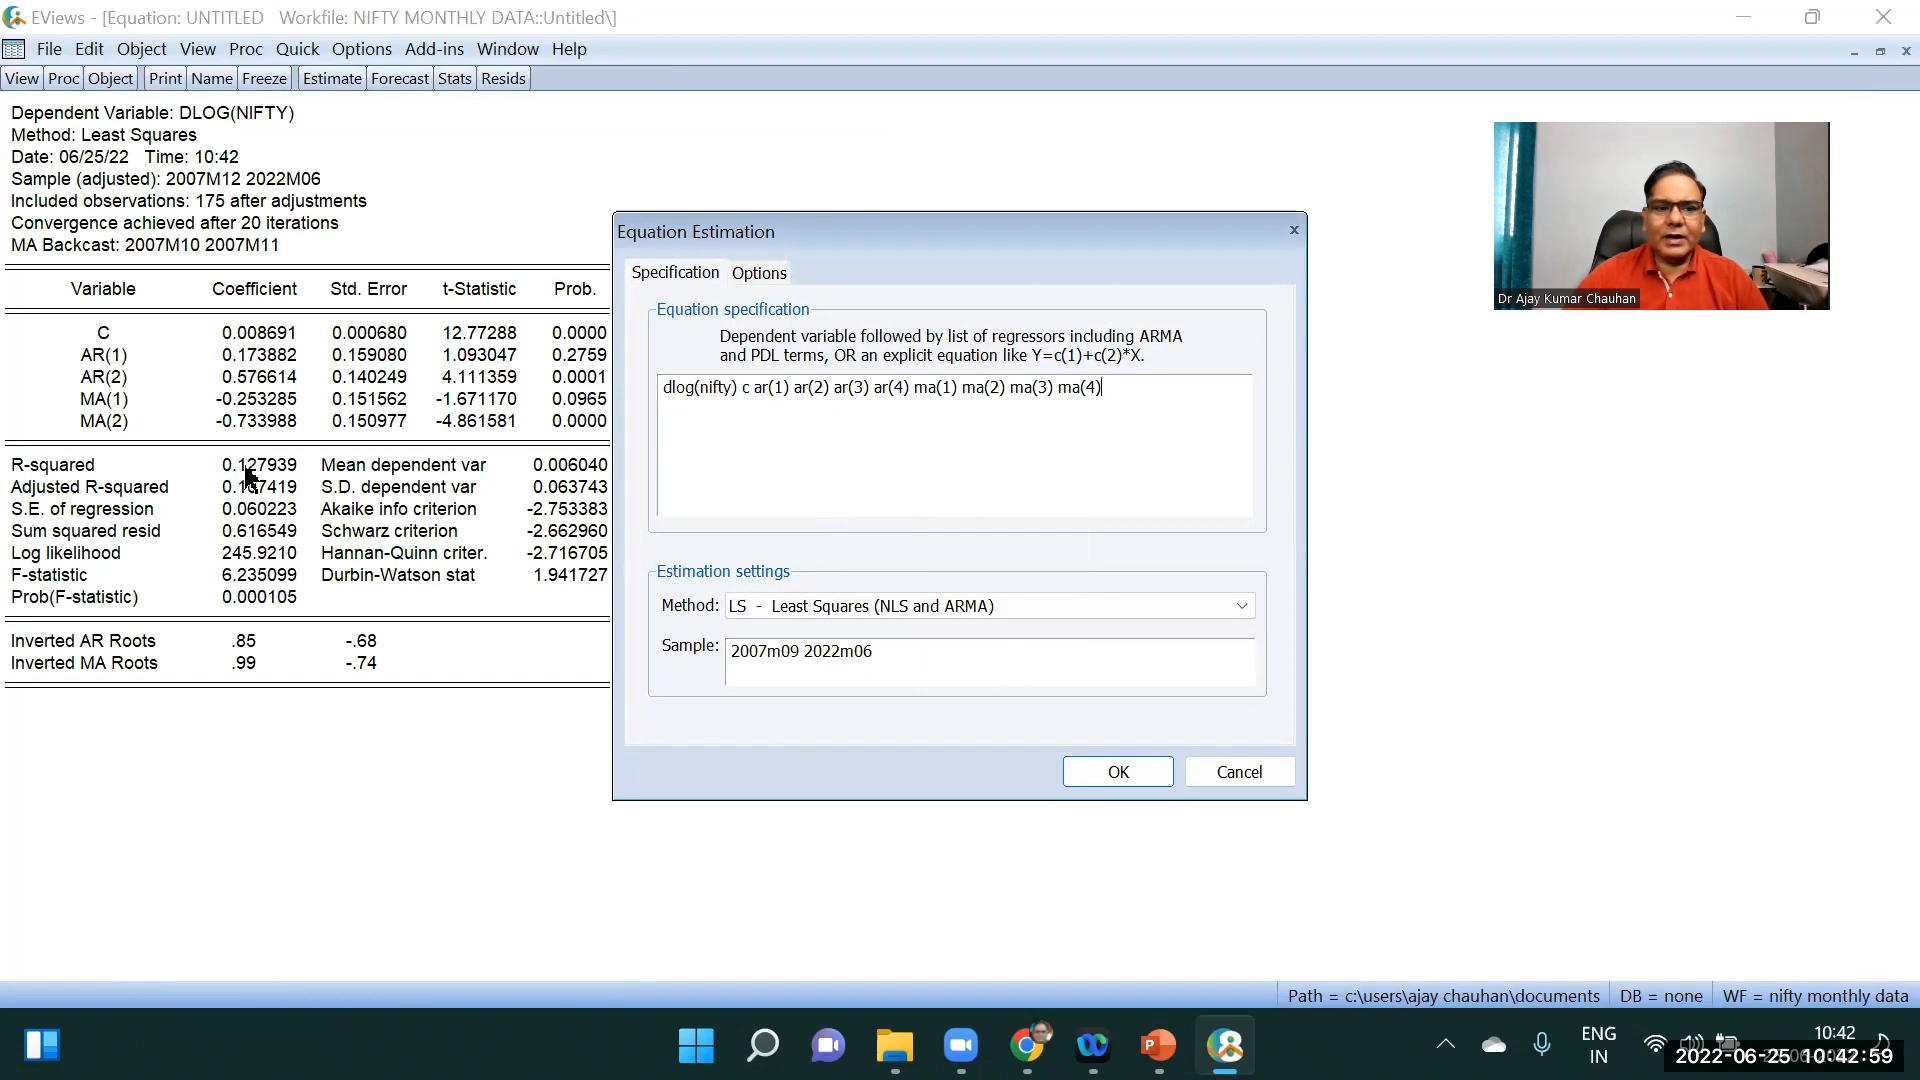 EViews - [Equation: UNTITLED   Workfile: NIFTY MONTHLY DATA::Untitled\]
File Edit Object View Proc Quick Options Add-ins Window Help
View Proc Object Print Name Freeze Estimate Forecast Stats Resids
Dependent Variable: DLOG(NIFTY)
Method: Least Squares
Date: 06/25/22   Time: 10:42
Sample (adjusted): 2007M12 2022M06
Included observations: 175 after adjustments
Convergence achieved after 20 iterations
MA Backcast: 2007M10 2007M11
Variable Coefficient Std. Error t-Statistic Prob.
C 0.008691 0.000680 12.77288 0.0000
AR(1) 0.173882 0.159080 1.093047 0.2759
AR(2) 0.576614 0.140249 4.111359 0.0001
MA(1) -0.253285 0.151562 -1.671170 0.0965
MA(2) -0.733988 0.150977 -4.861581 0.0000
R-squared 0.127939 Mean dependent var 0.006040
Adjusted R-squared S.D. dependent var 0.063743
S.E. of regression 0.060223 Akaike info criterion -2.753383
Sum squared resid 0.616549 Schwarz criterion -2.662960
Log likelihood 245.9210 Hannan-Quinn criter. -2.716705
F-statistic 6.235099 Durbin-Watson stat 1.941727
Prob(F-statistic) 0.000105
Inverted AR Roots .85 -.68
Inverted MA Roots .99 -.74
Equation Estimation
Specification Options
Equation specification
Dependent variable followed by list of regressors including ARMA
and PDL terms, OR an explicit equation like Y=c(1)+c(2)*X.
dlog(nifty) c ar(1) ar(2) ar(3) ar(4) ma(1) ma(2) ma(3) ma(4)
Estimation settings
Method: LS - Least Squares (NLS and ARMA)
Sample: 2007m09 2022m06
OK Cancel
Dr Ajay Kumar Chauhan
Path = c:\users\ajay chauhan\documents DB = none WF = nifty monthly data
ENG
IN
10:42
2022-06-25 10:42:59